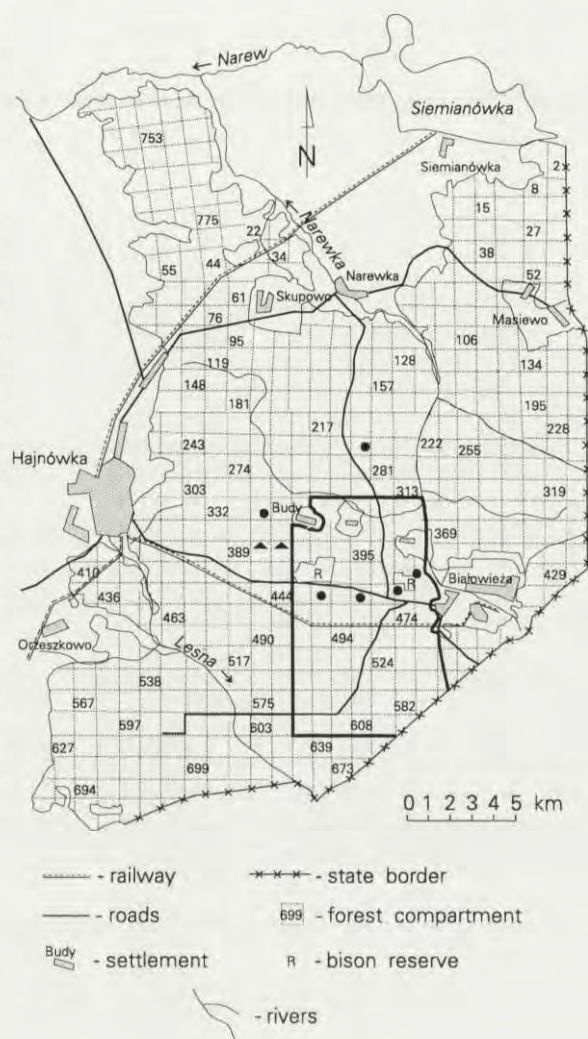 ← Narew
Siemianówka
753
N
Siemianówka
2
8
15
27
Narewka
775
22
38
44
34
55
52
Narewka
61
Skupowo
Masiewo
76
106
95
119
128
134
148
157
181
195
217
222
228
243
255
Hajnówka
274
281
303
313
319
332
Budy
389
395
369
R
R
Białowieża
429
410
436
444
474
463
Orzeszkowo
Lesna
490
494
517
524
538
567
575
582
597
603
608
627
639
699
673
694
0 1 2 3 4 5 km
- railway
- state border
- roads
699 - forest compartment
Budy - settlement
R - bison reserve
- rivers